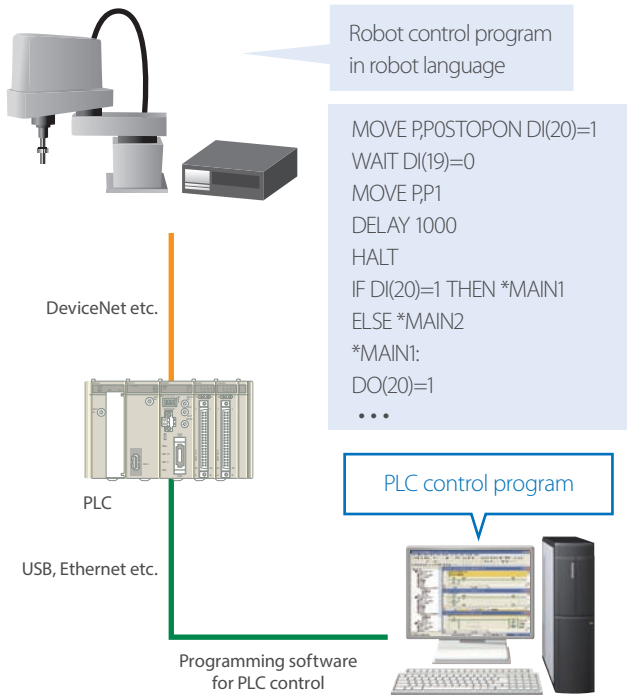 Robot control program
in robot language
MOVE P,P0STOPON DI(20)=1
WAIT DI(19)=0
MOVE P,P1
DELAY 1000
HALT
IF DI(20)=1 THEN *MAIN1
ELSE *MAIN2
*MAIN1:
DO(20)=1
• • •
DeviceNet etc.
PLC
PLC control program
USB, Ethernet etc.
Programming software
for PLC control